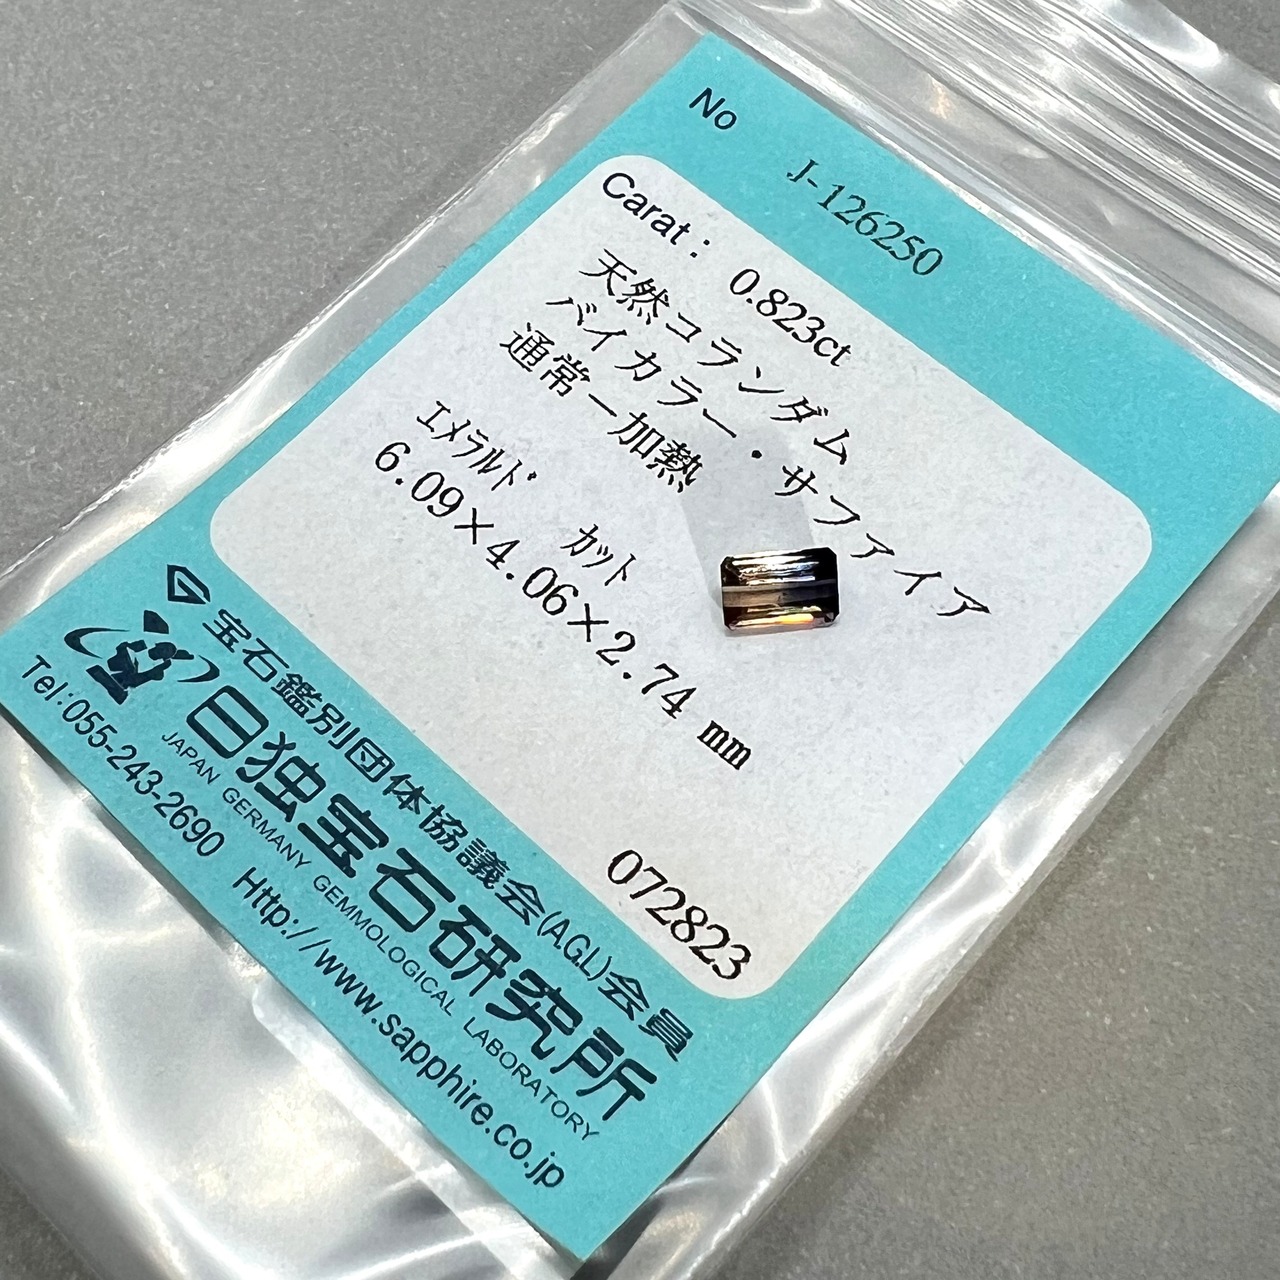 No J-126250
Carat: 0.823ct
天然コランダム
バイカラー・サファイア
通常一加熱
ｴﾒﾗﾙﾄﾞ ｶｯﾄ
6.09×4.06×2.74 ㎜
072823
宝石鑑別団体協議会(AGL)会員
日独宝石研究所
JAPAN GERMANY GEMMOLOGICAL LABORATORY
Tel:055-243-2690 Http://www.sapphire.co.jp